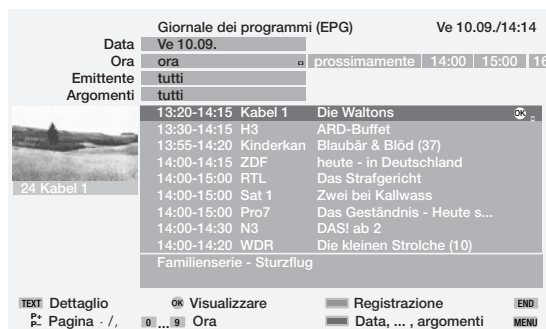 Giornale dei programmi (EPG) Ve 10.09./14:14
Data Ve 10.09.
Ora ora prossimamente 14:00 15:00 16
Emittente tutti
Argomenti tutti
13:20-14:15 Kabel 1 Die Waltons OK
13:30-14:15 H3 ARD-Buffet
13:55-14:20 Kinderkan Blaubär & Blöd (37)
14:00-14:15 ZDF heute - in Deutschland
14:00-15:00 RTL Das Strafgericht
14:00-15:00 Sat 1 Zwei bei Kallwass
14:00-15:00 Pro7 Das Geständnis - Heute s...
14:00-14:30 N3 DAS! ab 2
14:00-14:20 WDR Die kleinen Strolche (10)
24 Kabel 1
Familienserie - Sturzflug
TEXT Dettaglio OK Visualizzare Registrazione END
P+ P– Pagina · /, 0 ... 9 Ora Data, ... , argomenti MENU